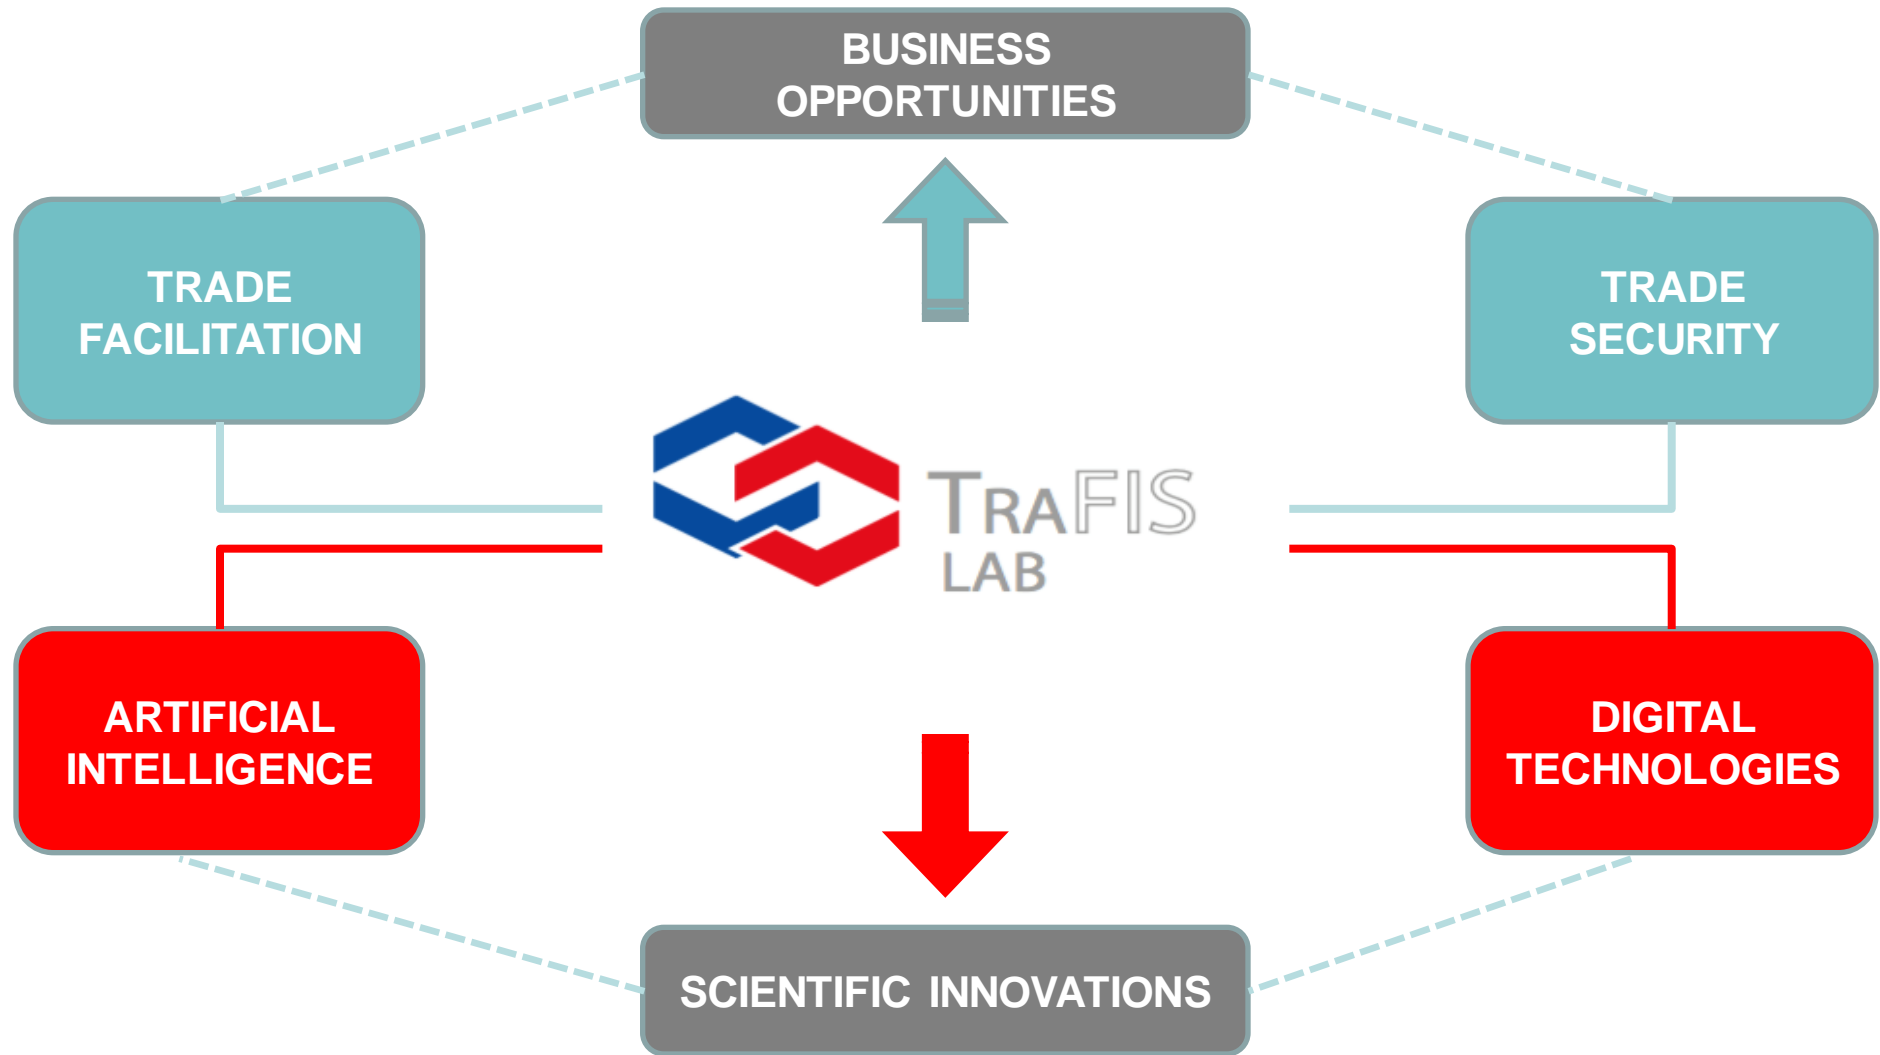 BUSINESS
OPPORTUNITIES
TRADE
FACILITATION
TRADE
SECURITY
TRAFIS
LAB
ARTIFICIAL
INTELLIGENCE
DIGITAL
TECHNOLOGIES
SCIENTIFIC INNOVATIONS